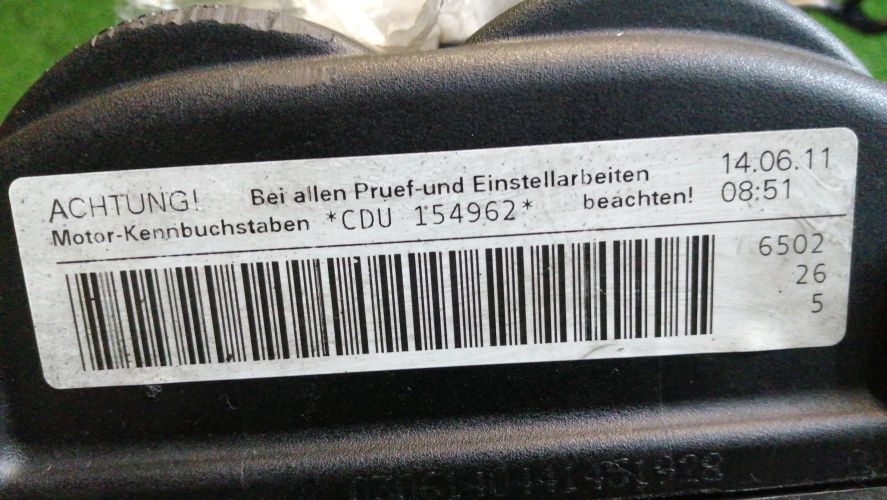 ACHTUNG! Bei allen Pruef-und Einstellarbeiten 14.06.11
Motor-Kennbuchstaben *CDU 154962* beachten! 08:51
6502
26
5